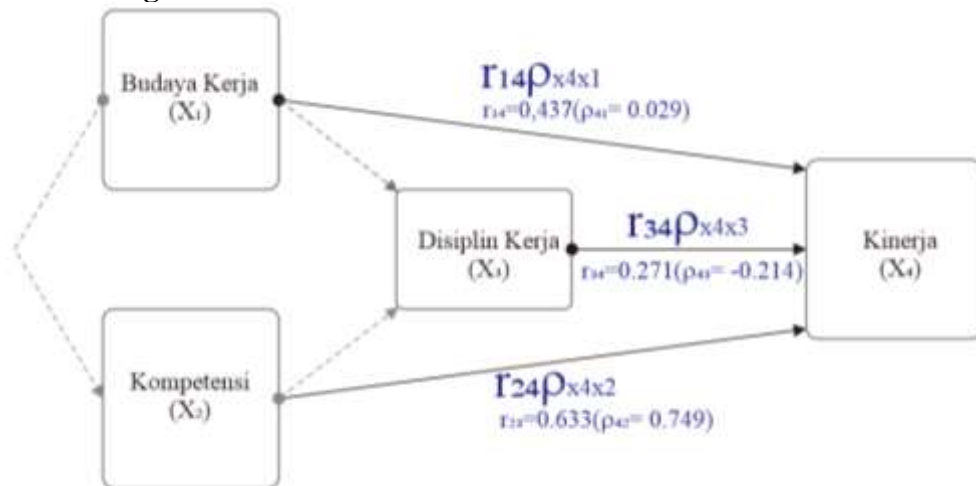 Budaya Kerja
(X₁)
r14ρx4x1
r₁₄=0,437(ρ₄₁= 0.029)
Disiplin Kerja
(X₃)
r34ρx4x3
r₃₄=0.271(ρ₄₃= -0.214)
Kinerja
(X₄)
Kompetensi
(X₂)
r24ρx4x2
=0.633(ρ₄₂= 0.749)